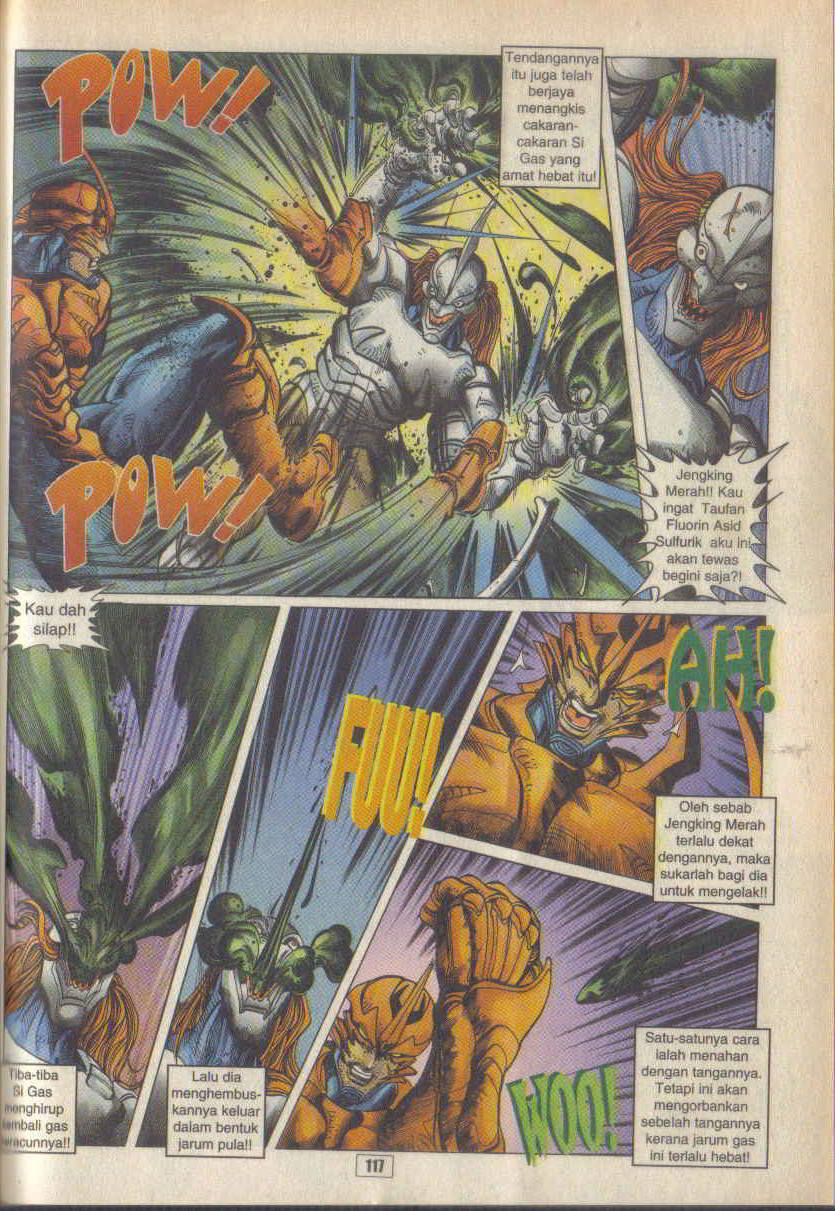 POW!
Tendangannya
itu juga telah
berjaya
menangkis
cakaran-
cakaran Si
Gas yang
amat hebat itu!
POW!
Jengking
Merah!! Kau
ingat Taufan
Fluorin Asid
Sulfurik aku ini
akan tewas
begini saja?!
Kau dah
silap!!
Tiba-tiba
Si Gas
menghirup
kembali gas
beracunnya!!
FUU!!
Lalu dia
menghembus-
kannya keluar
dalam bentuk
jarum pula!!
AH!
Oleh sebab
Jengking Merah
terlalu dekat
dengannya, maka
sukarlah bagi dia
untuk mengelak!!
WOO!
Satu-satunya cara
ialah menahan
dengan tangannya.
Tetapi ini akan
mengorbankan
sebelah tangannya
kerana jarum gas
ini terlalu hebat!
117